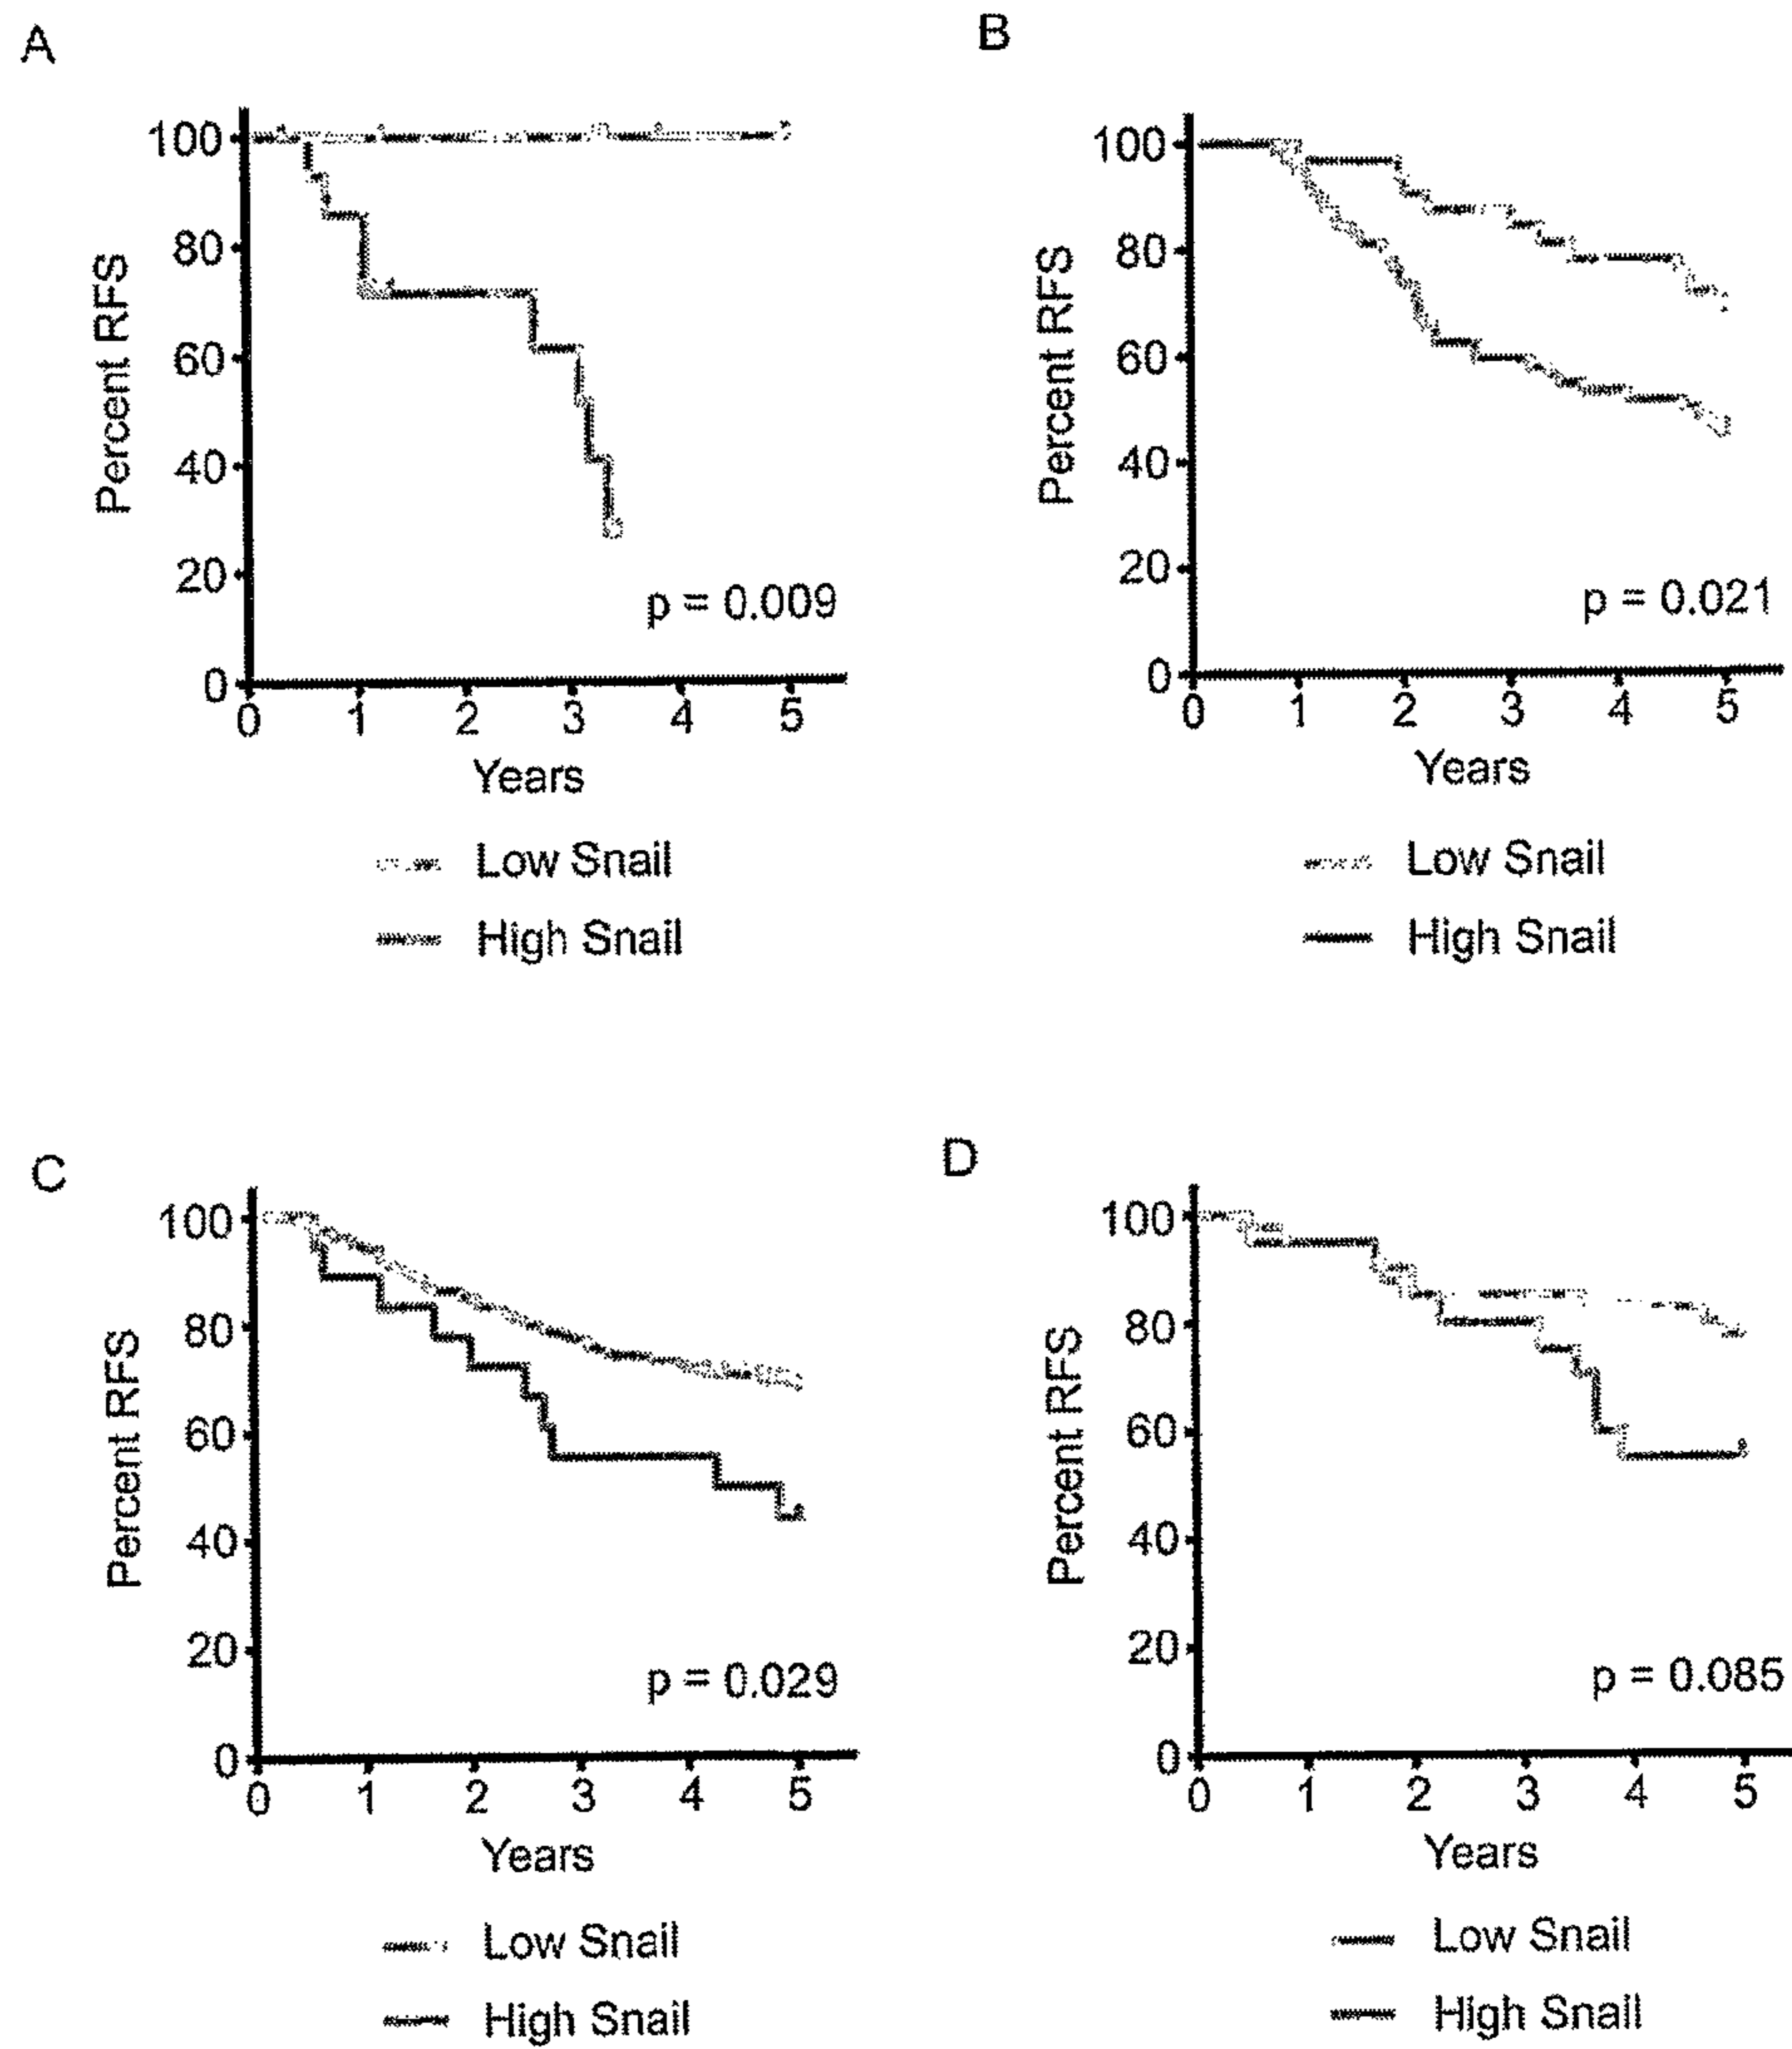 A
Percent RFS
100
80
60
40
20
0
p = 0.009
0 1 2 3 4 5
Years
Low Snail
High Snail
B
Percent RFS
100
80
60
40
20
0
p = 0.021
0 1 2 3 4 5
Years
Low Snail
High Snail
C
Percent RFS
100
80
60
40
20
0
p = 0.029
0 1 2 3 4 5
Years
Low Snail
High Snail
D
Percent RFS
100
80
60
40
20
0
p = 0.085
0 1 2 3 4 5
Years
Low Snail
High Snail